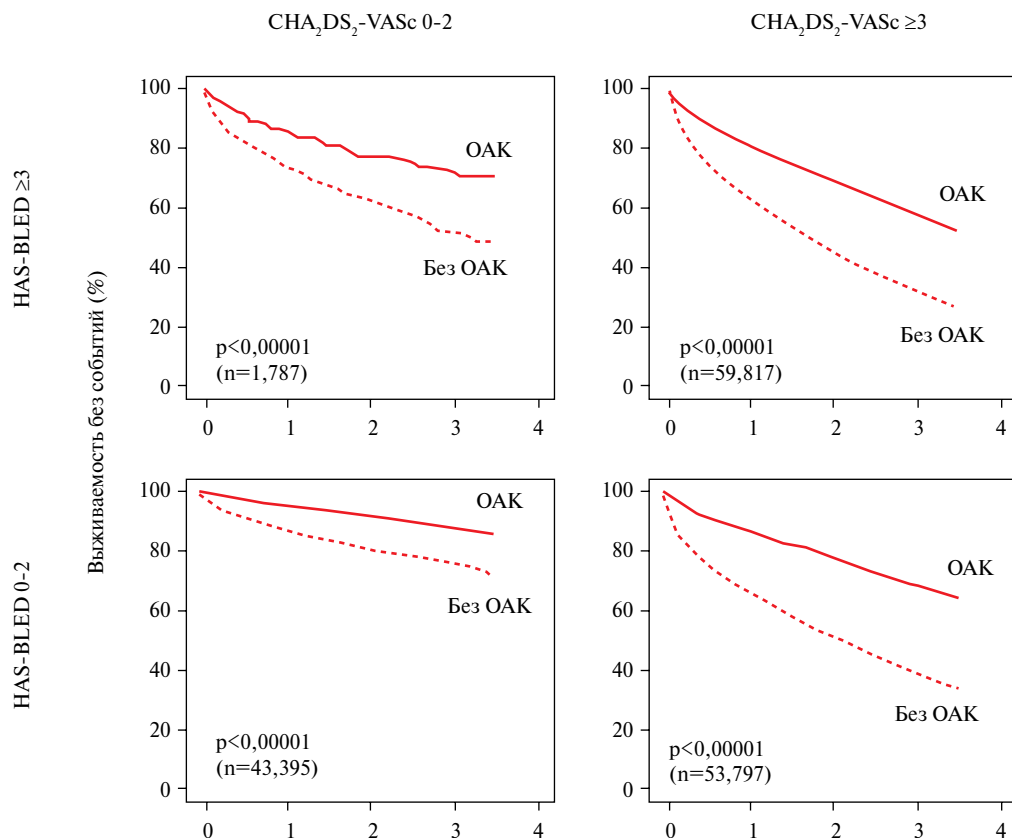 CHA₂DS₂-VASc 0-2
CHA₂DS₂-VASc ≥3
HAS-BLED ≥3
HAS-BLED 0-2
Выживаемость без событий (%)
100
80
60
40
20
0
ОАК
Без ОАК
p<0,00001
(n=1,787)
0 1 2 3 4
100
80
60
40
20
0
ОАК
Без ОАК
p<0,00001
(n=59,817)
0 1 2 3 4
100
80
60
40
20
0
ОАК
Без ОАК
p<0,00001
(n=43,395)
0 1 2 3 4
100
80
60
40
20
0
ОАК
Без ОАК
p<0,00001
(n=53,797)
0 1 2 3 4